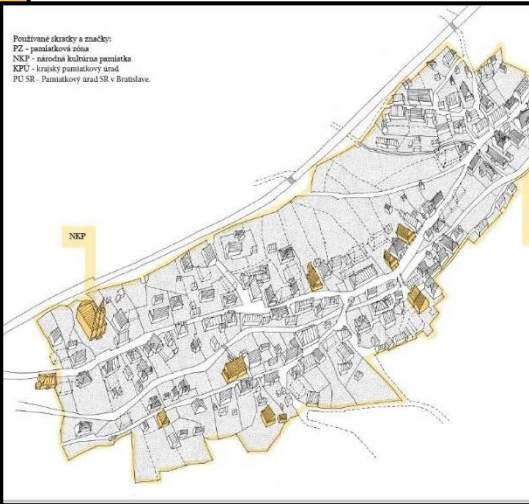 Používané skratky a značky:
PZ - pamiatková zóna
NKP - národná kultúrna pamiatka
KPÚ - krajský pamiatkový úrad
PÚ SR - Pamiatkový úrad SR v Bratislave.
NKP